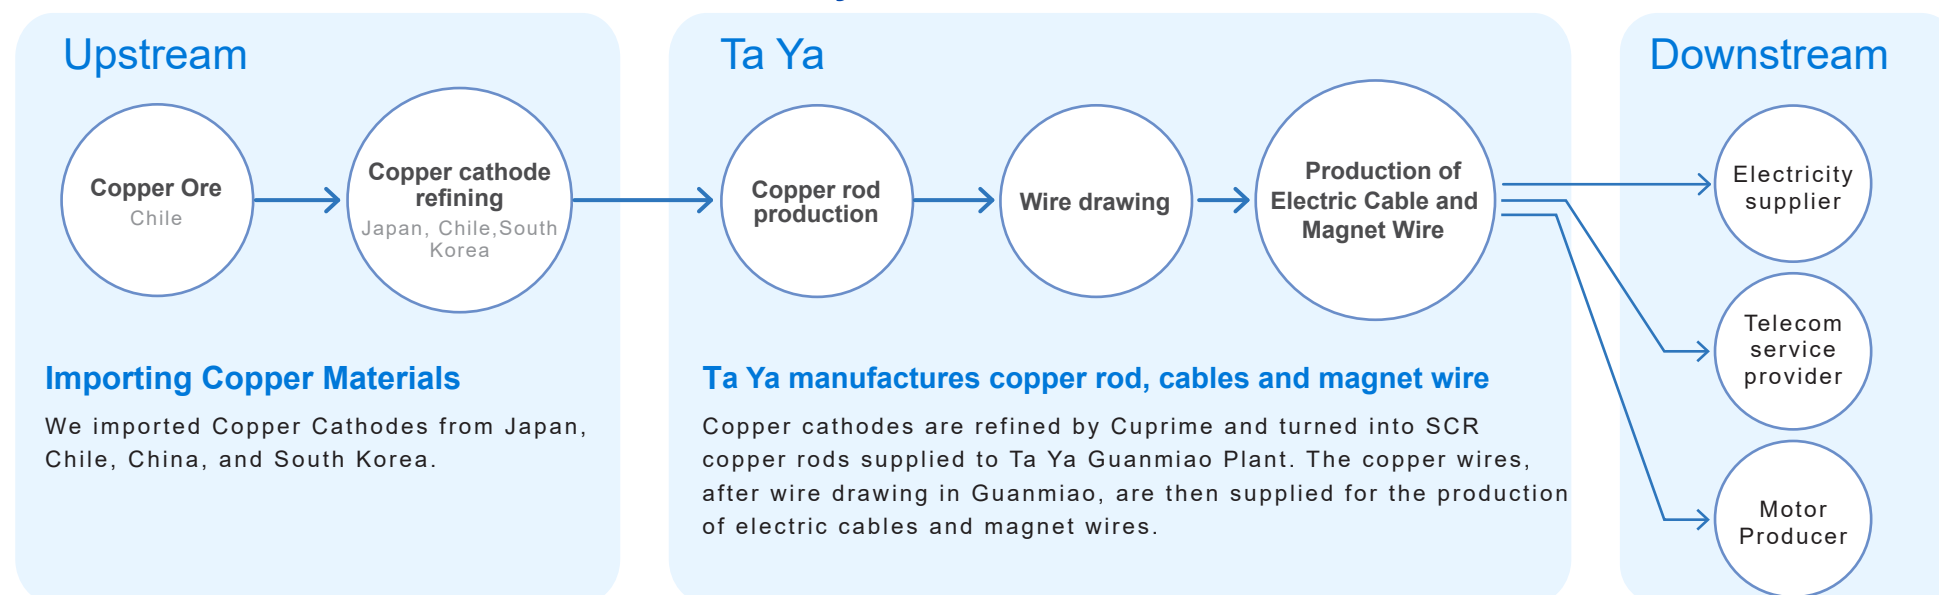 Upstream
Copper Ore
Chile
Copper cathode
refining
Japan, Chile,South
Korea
Importing Copper Materials
We imported Copper Cathodes from Japan,
Chile, China, and South Korea.
Ta Ya
Copper rod
production
Wire drawing
Production of
Electric Cable and
Magnet Wire
Ta Ya manufactures copper rod, cables and magnet wire
Copper cathodes are refined by Cuprime and turned into SCR
copper rods supplied to Ta Ya Guanmiao Plant. The copper wires,
after wire drawing in Guanmiao, are then supplied for the production
of electric cables and magnet wires.
Downstream
Electricity
supplier
Telecom
service
provider
Motor
Producer